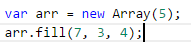 var arr = new Array(5);
arr.fill(7, 3, 4);